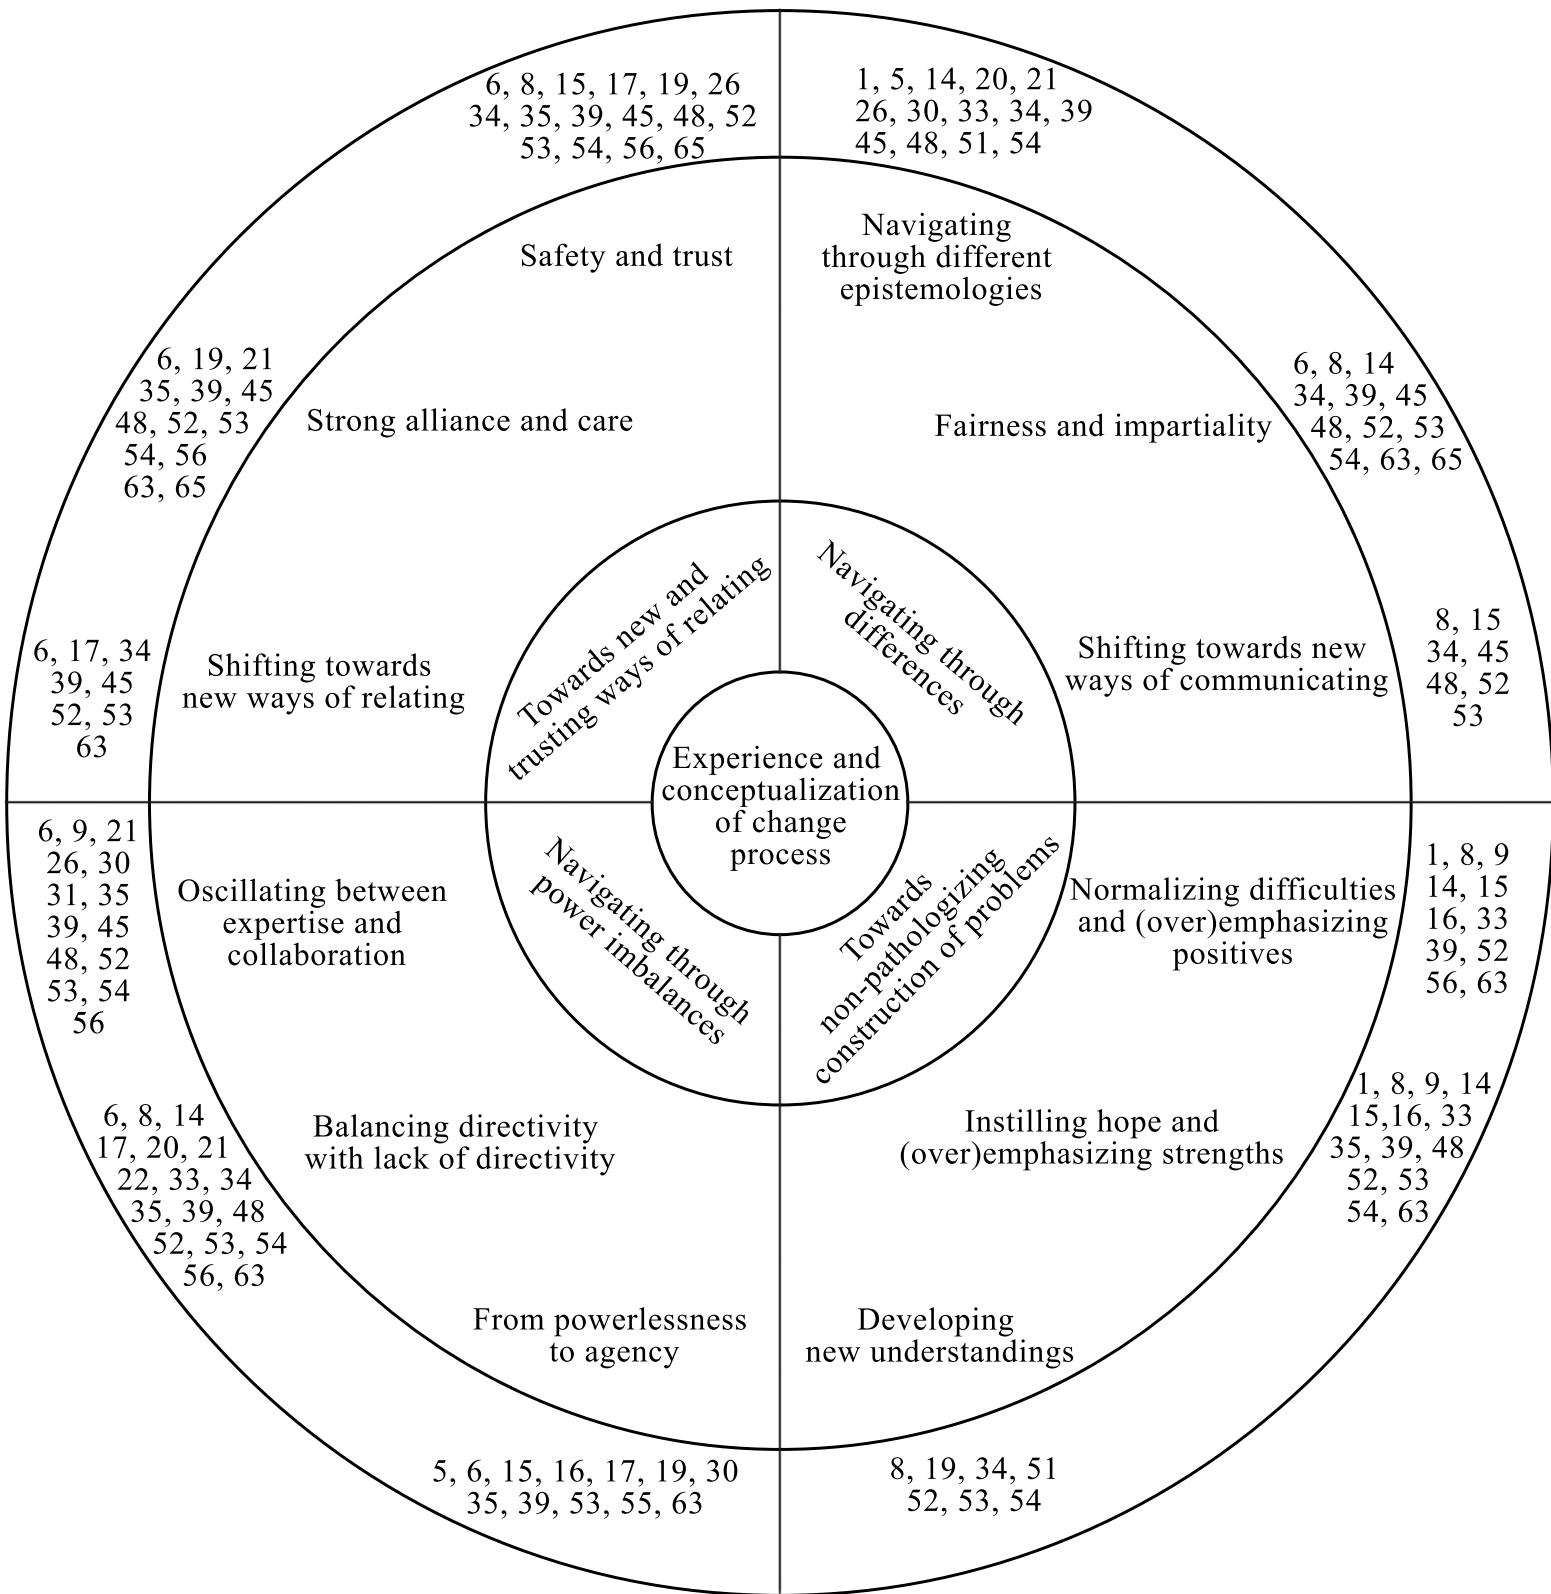 6, 8, 15, 17, 19, 26
34, 35, 39, 45, 48, 52
53, 54, 56, 65
1, 5, 14, 20, 21
26, 30, 33, 34, 39
45, 48, 51, 54
Safety and trust
Navigating
through different
epistemologies
6, 19, 21
35, 39, 45
48, 52, 53
54, 56
63, 65
Strong alliance and care
Fairness and impartiality
6, 8, 14
34, 39, 45
48, 52, 53
54, 63, 65
6, 17, 34
39, 45
52, 53
63
Shifting towards
new ways of relating
Towards new and
trusting ways of relating
Navigating through
differences
Shifting towards new
ways of communicating
8, 15
34, 45
48, 52
53
Experience and
conceptualization
of change
process
6, 9, 21
26, 30
31, 35
39, 45
48, 52
53, 54
56
Oscillating between
expertise and
collaboration
Navigating through
power imbalances
Towards
non-pathologizing
construction of problems
Normalizing difficulties
and (over)emphasizing
positives
1, 8, 9
14, 15
16, 33
39, 52
56, 63
6, 8, 14
17, 20, 21
22, 33, 34
35, 39, 48
52, 53, 54
56, 63
Balancing directivity
with lack of directivity
Instilling hope and
(over)emphasizing strengths
1, 8, 9, 14
15,16, 33
35, 39, 48
52, 53
54, 63
From powerlessness
to agency
Developing
new understandings
5, 6, 15, 16, 17, 19, 30
35, 39, 53, 55, 63
8, 19, 34, 51
52, 53, 54